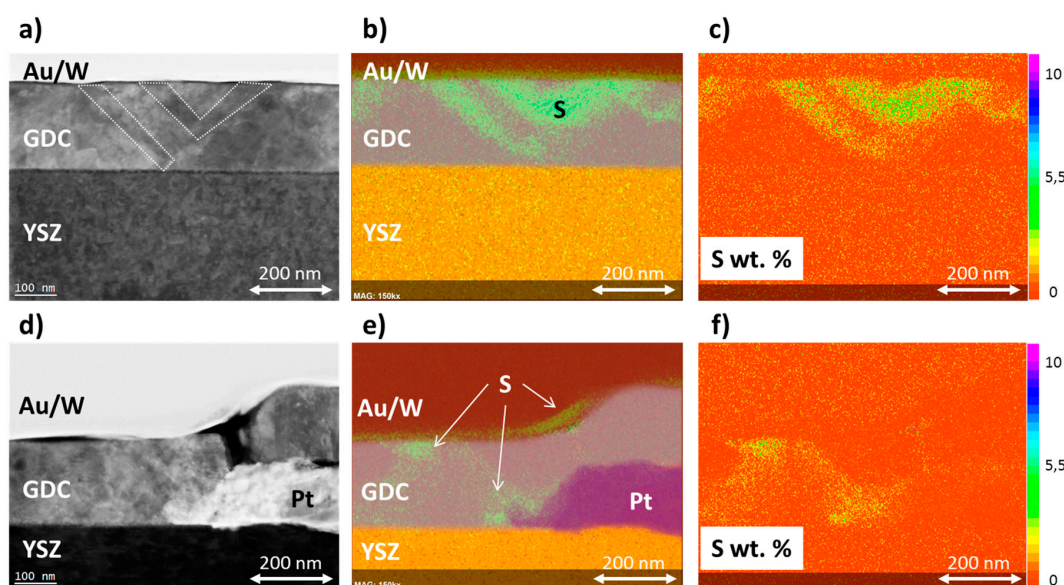 a)
Au/W
GDC
YSZ
100 nm
200 nm
b)
Au/W
S
GDC
YSZ
MAG: 150kx
200 nm
c)
10
5,5
0
S wt. %
200 nm
d)
Au/W
GDC
Pt
YSZ
100 nm
200 nm
e)
S
Au/W
GDC
Pt
YSZ
200 nm
f)
10
5,5
0
S wt. %
200 nm